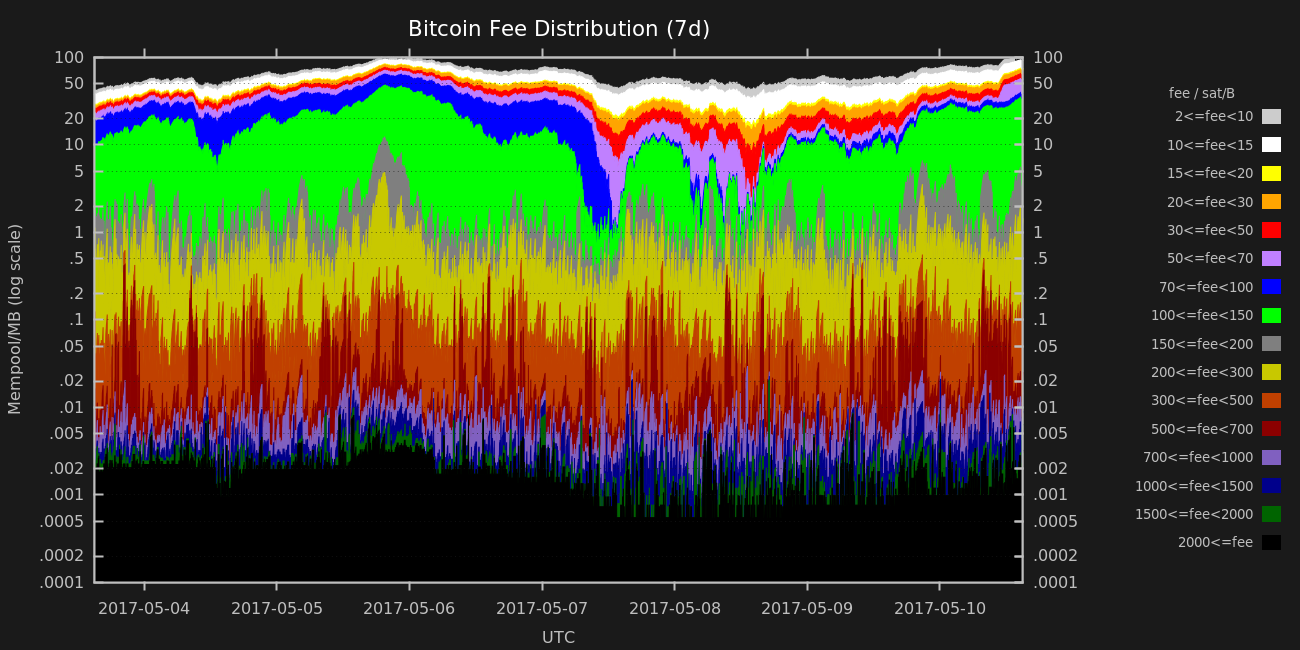 Bitcoin Fee Distribution (7d)
100
50
20
10
5
2
1
.5
.2
.1
.05
.02
.01
.005
.002
.001
.0005
.0002
.0001
Mempool/MB (log scale)
100
50
20
10
5
2
1
.5
.2
.1
.05
.02
.01
.005
.002
.001
.0005
.0002
.0001
2017-05-04 2017-05-05 2017-05-06 2017-05-07 2017-05-08 2017-05-09 2017-05-10
UTC
fee / sat/B
2<=fee<10
10<=fee<15
15<=fee<20
20<=fee<30
30<=fee<50
50<=fee<70
70<=fee<100
100<=fee<150
150<=fee<200
200<=fee<300
300<=fee<500
500<=fee<700
700<=fee<1000
1000<=fee<1500
1500<=fee<2000
2000<=fee